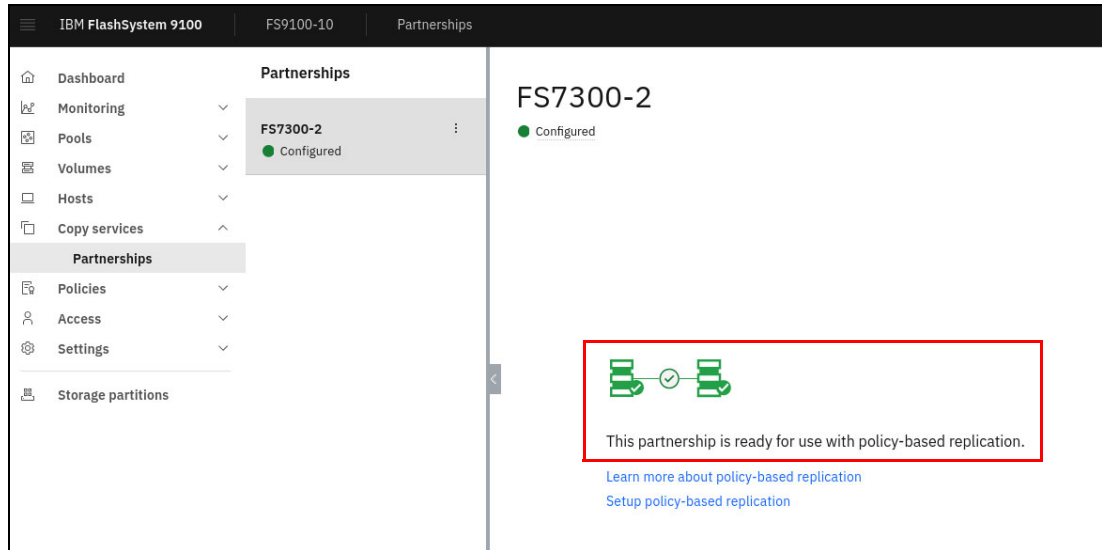 IBM FlashSystem 9100 FS9100-10 Partnerships
Dashboard
Monitoring
Pools
Volumes
Hosts
Copy services
Partnerships
Policies
Access
Settings
Storage partitions
Partnerships
FS7300-2
Configured
FS7300-2
Configured
This partnership is ready for use with policy-based replication.
Learn more about policy-based replication
Setup policy-based replication